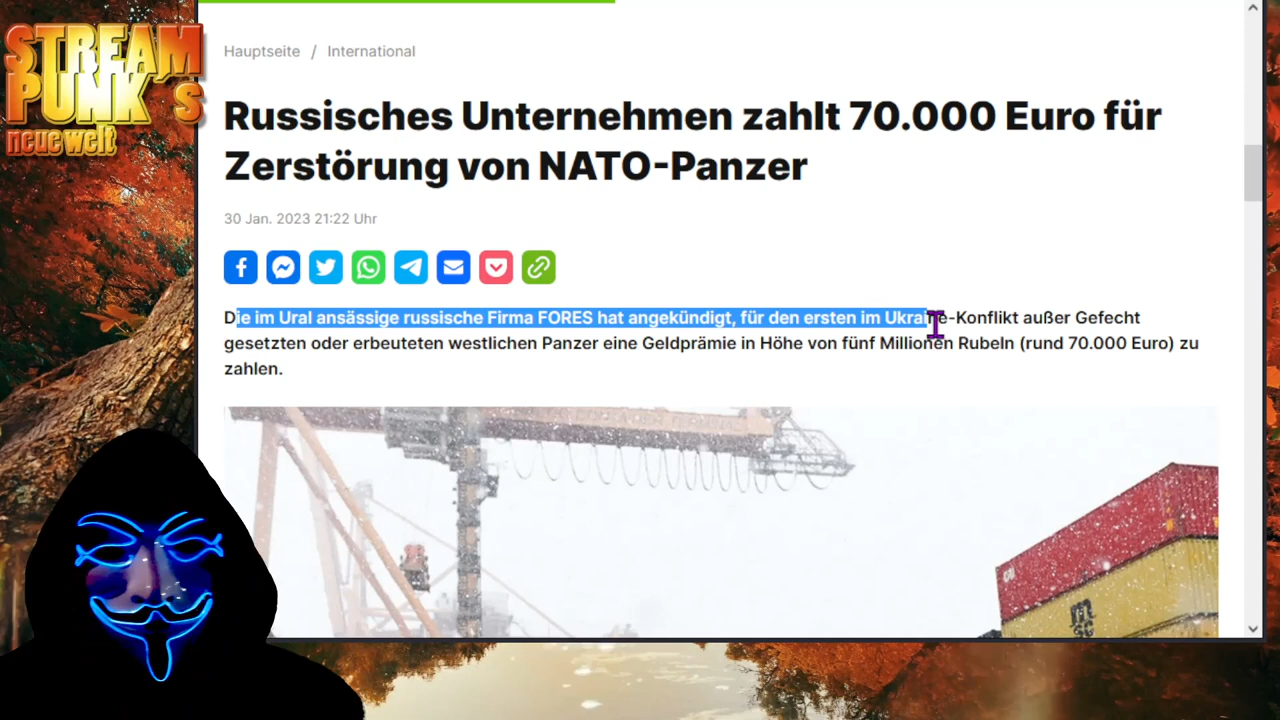 STREAM
PUNK´s
neue welt
Hauptseite / International
Russisches Unternehmen zahlt 70.000 Euro für
Zerstörung von NATO-Panzer
30 Jan. 2023 21:22 Uhr
Die im Ural ansässige russische Firma FORES hat angekündigt, für den ersten im Ukraine-Konflikt außer Gefecht
gesetzten oder erbeuteten westlichen Panzer eine Geldprämie in Höhe von fünf Millionen Rubeln (rund 70.000 Euro) zu
zahlen.
m
sc